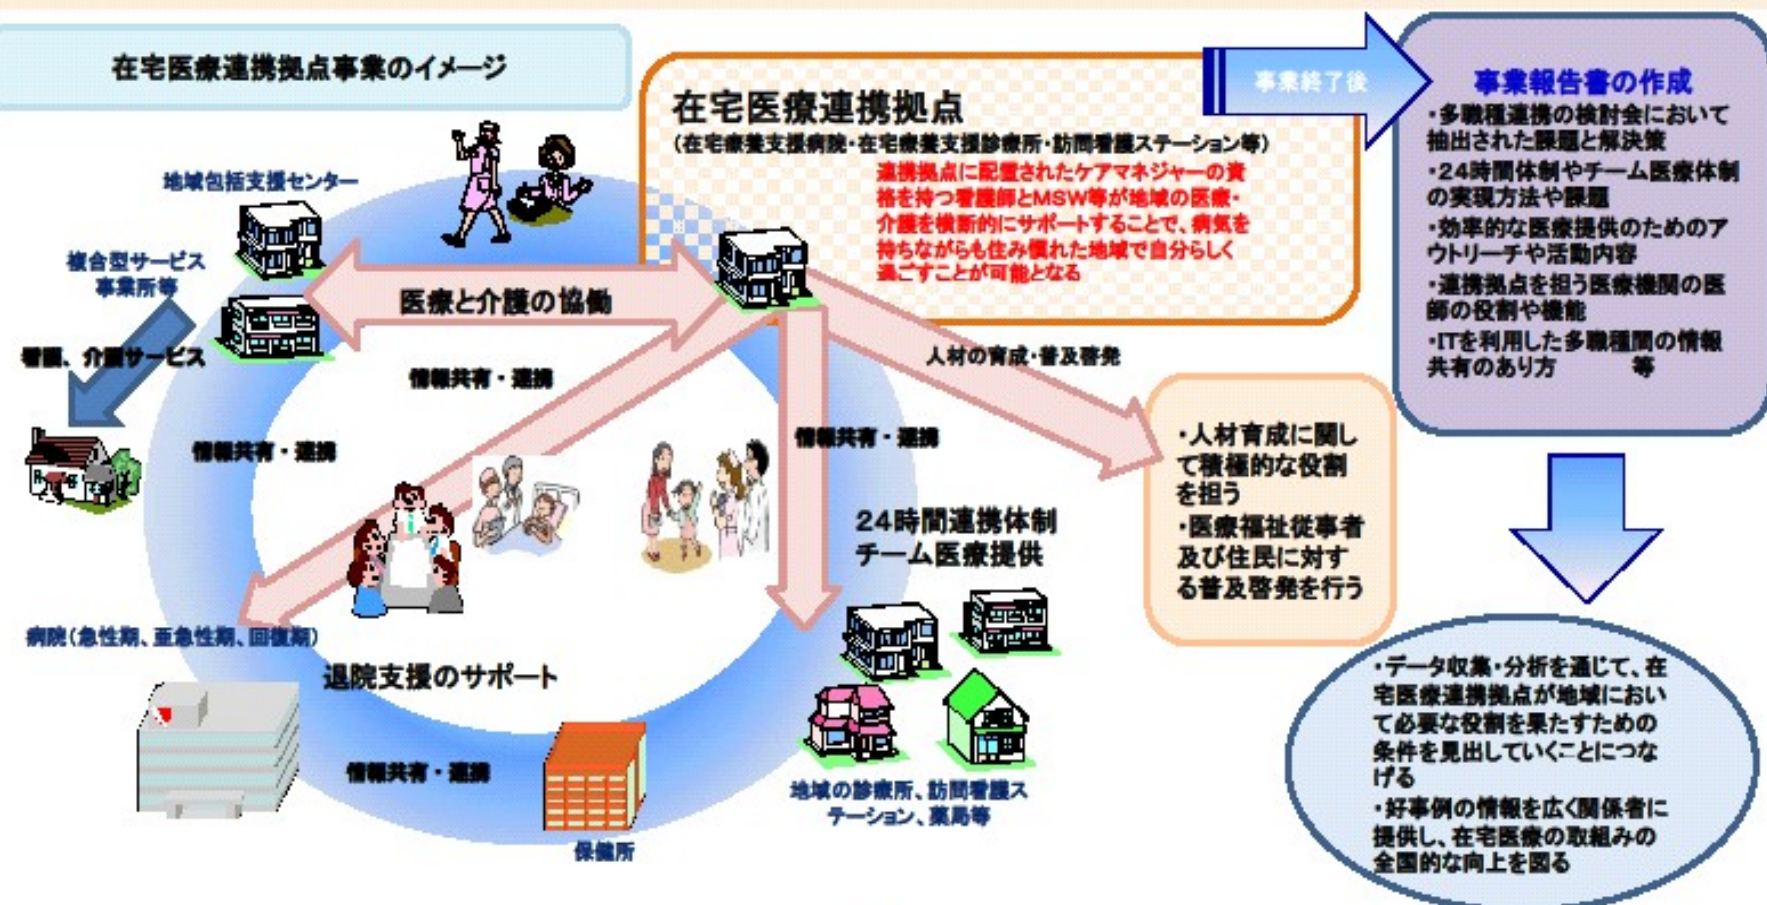 在宅医療連携拠点事業のイメージ
在宅医療連携拠点
(在宅療養支援病院・在宅療養支援診療所・訪問看護ステーション等)
連携拠点に配置されたケアマネジャーの資
格を持つ看護師とMSW等が地域の医療・
介護を横断的にサポートすることで、病気を
持ちながらも住み慣れた地域で自分らしく
過ごすことが可能となる
事業終了後
事業報告書の作成
・多職種連携の検討会において
抽出された課題と解決策
・24時間体制やチーム医療体制
の実現方法や課題
・効率的な医療提供のためのア
ウトリーチや活動内容
・連携拠点を担う医療機関の医
師の役割や機能
・ITを利用した多職種間の情報
共有のあり方 等
地域包括支援センター
複合型サービス
事業所等
医療と介護の協働
看護、介護サービス
情報共有・連携
人材の育成・普及啓発
情報共有・連携
情報共有・連携
・人材育成に関し
て積極的な役割
を担う
・医療福祉従事者
及び住民に対す
る普及啓発を行う
24時間連携体制
チーム医療提供
病院(急性期、亜急性期、回復期)
退院支援のサポート
情報共有・連携
保健所
地域の診療所、訪問看護ス
テーション、薬局等
・データ収集・分析を通じて、在
宅医療連携拠点が地域におい
て必要な役割を果たすための
条件を見出していくことにつな
げる
・好事例の情報を広く関係者に
提供し、在宅医療の取組みの
全国的な向上を図る